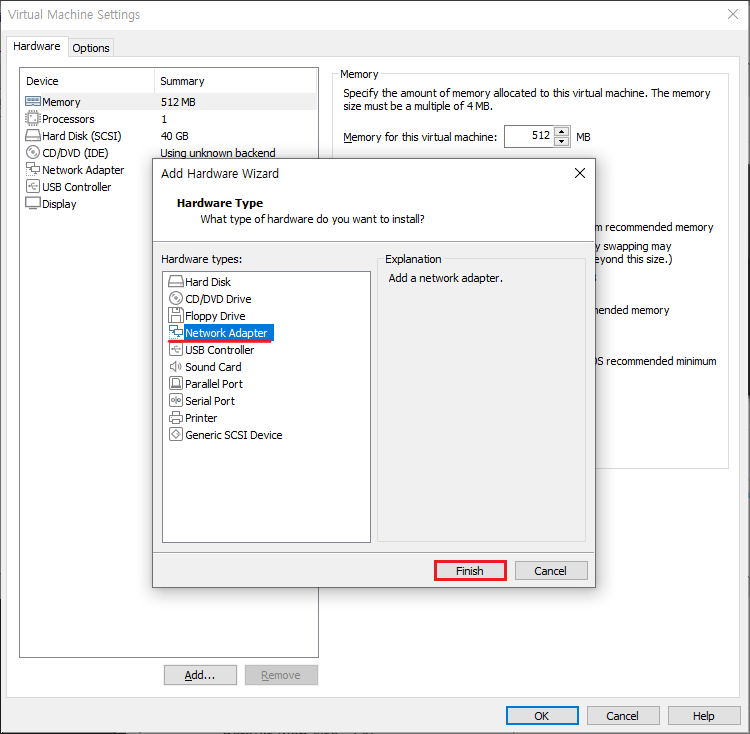 Virtual Machine Settings
Hardware
Options
Device Summary
Memory 512 MB
Processors 1
Hard Disk (SCSI) 40 GB
CD/DVD (IDE) Using unknown backend
Network Adapter
USB Controller
Display
Memory
Specify the amount of memory allocated to this virtual machine. The memory
size must be a multiple of 4 MB.
Memory for this virtual machine: 512 MB
recommended memory
swapping may
beyond this size.)
recommended memory
OS recommended minimum
Add Hardware Wizard
Hardware Type
What type of hardware do you want to install?
Hardware types:
Hard Disk
CD/DVD Drive
Floppy Drive
Network Adapter
USB Controller
Sound Card
Parallel Port
Serial Port
Printer
Generic SCSI Device
Explanation
Add a network adapter.
Finish
Cancel
Add...
Remove
OK
Cancel
Help